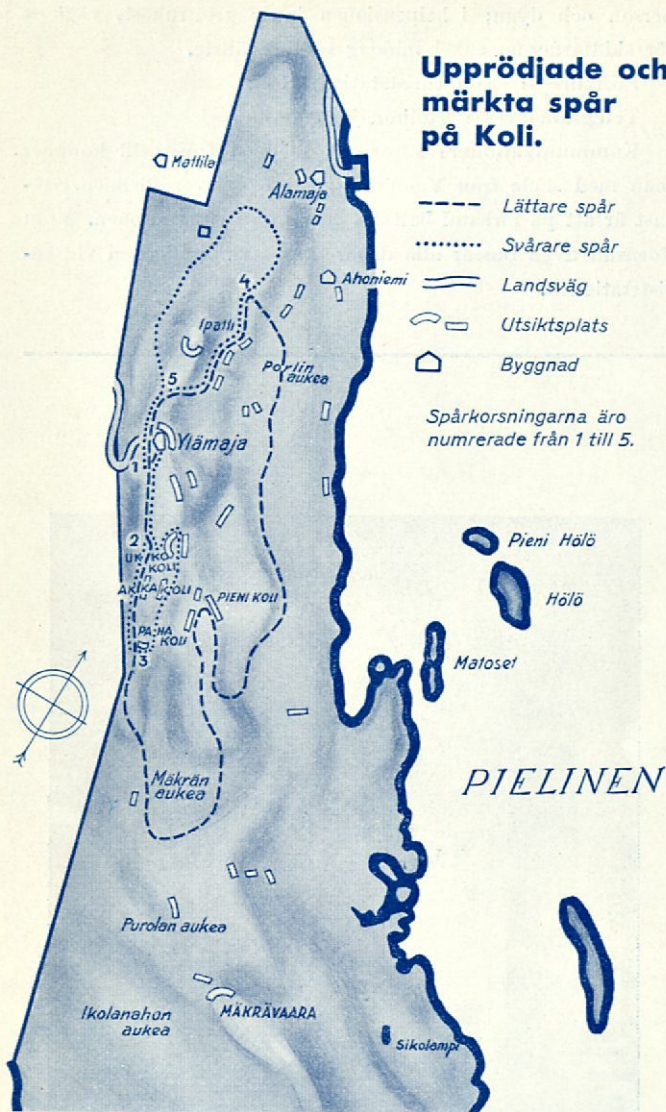 Upprödjade och
märkta spår
på Koli.
Lättare spår
Svårare spår
Landsväg
Utsiktsplats
Byggnad
Spårkorsningarna äro
numrerade från 1 till 5.
Mattila
Alamaja
4
Ahoniemi
Ipatti
Portin
aukea
5
Ylämaja
1
2
UKKO
KOLI
AKKA KOLI
PIENI KOLI
PAHA
KOLI
3
Pieni Hölö
Hölö
Matoset
PIELINEN
Mäkrän
aukea
Purolan aukea
Ikolanahon
aukea
MÄKRÄVAARA
Sikolampi